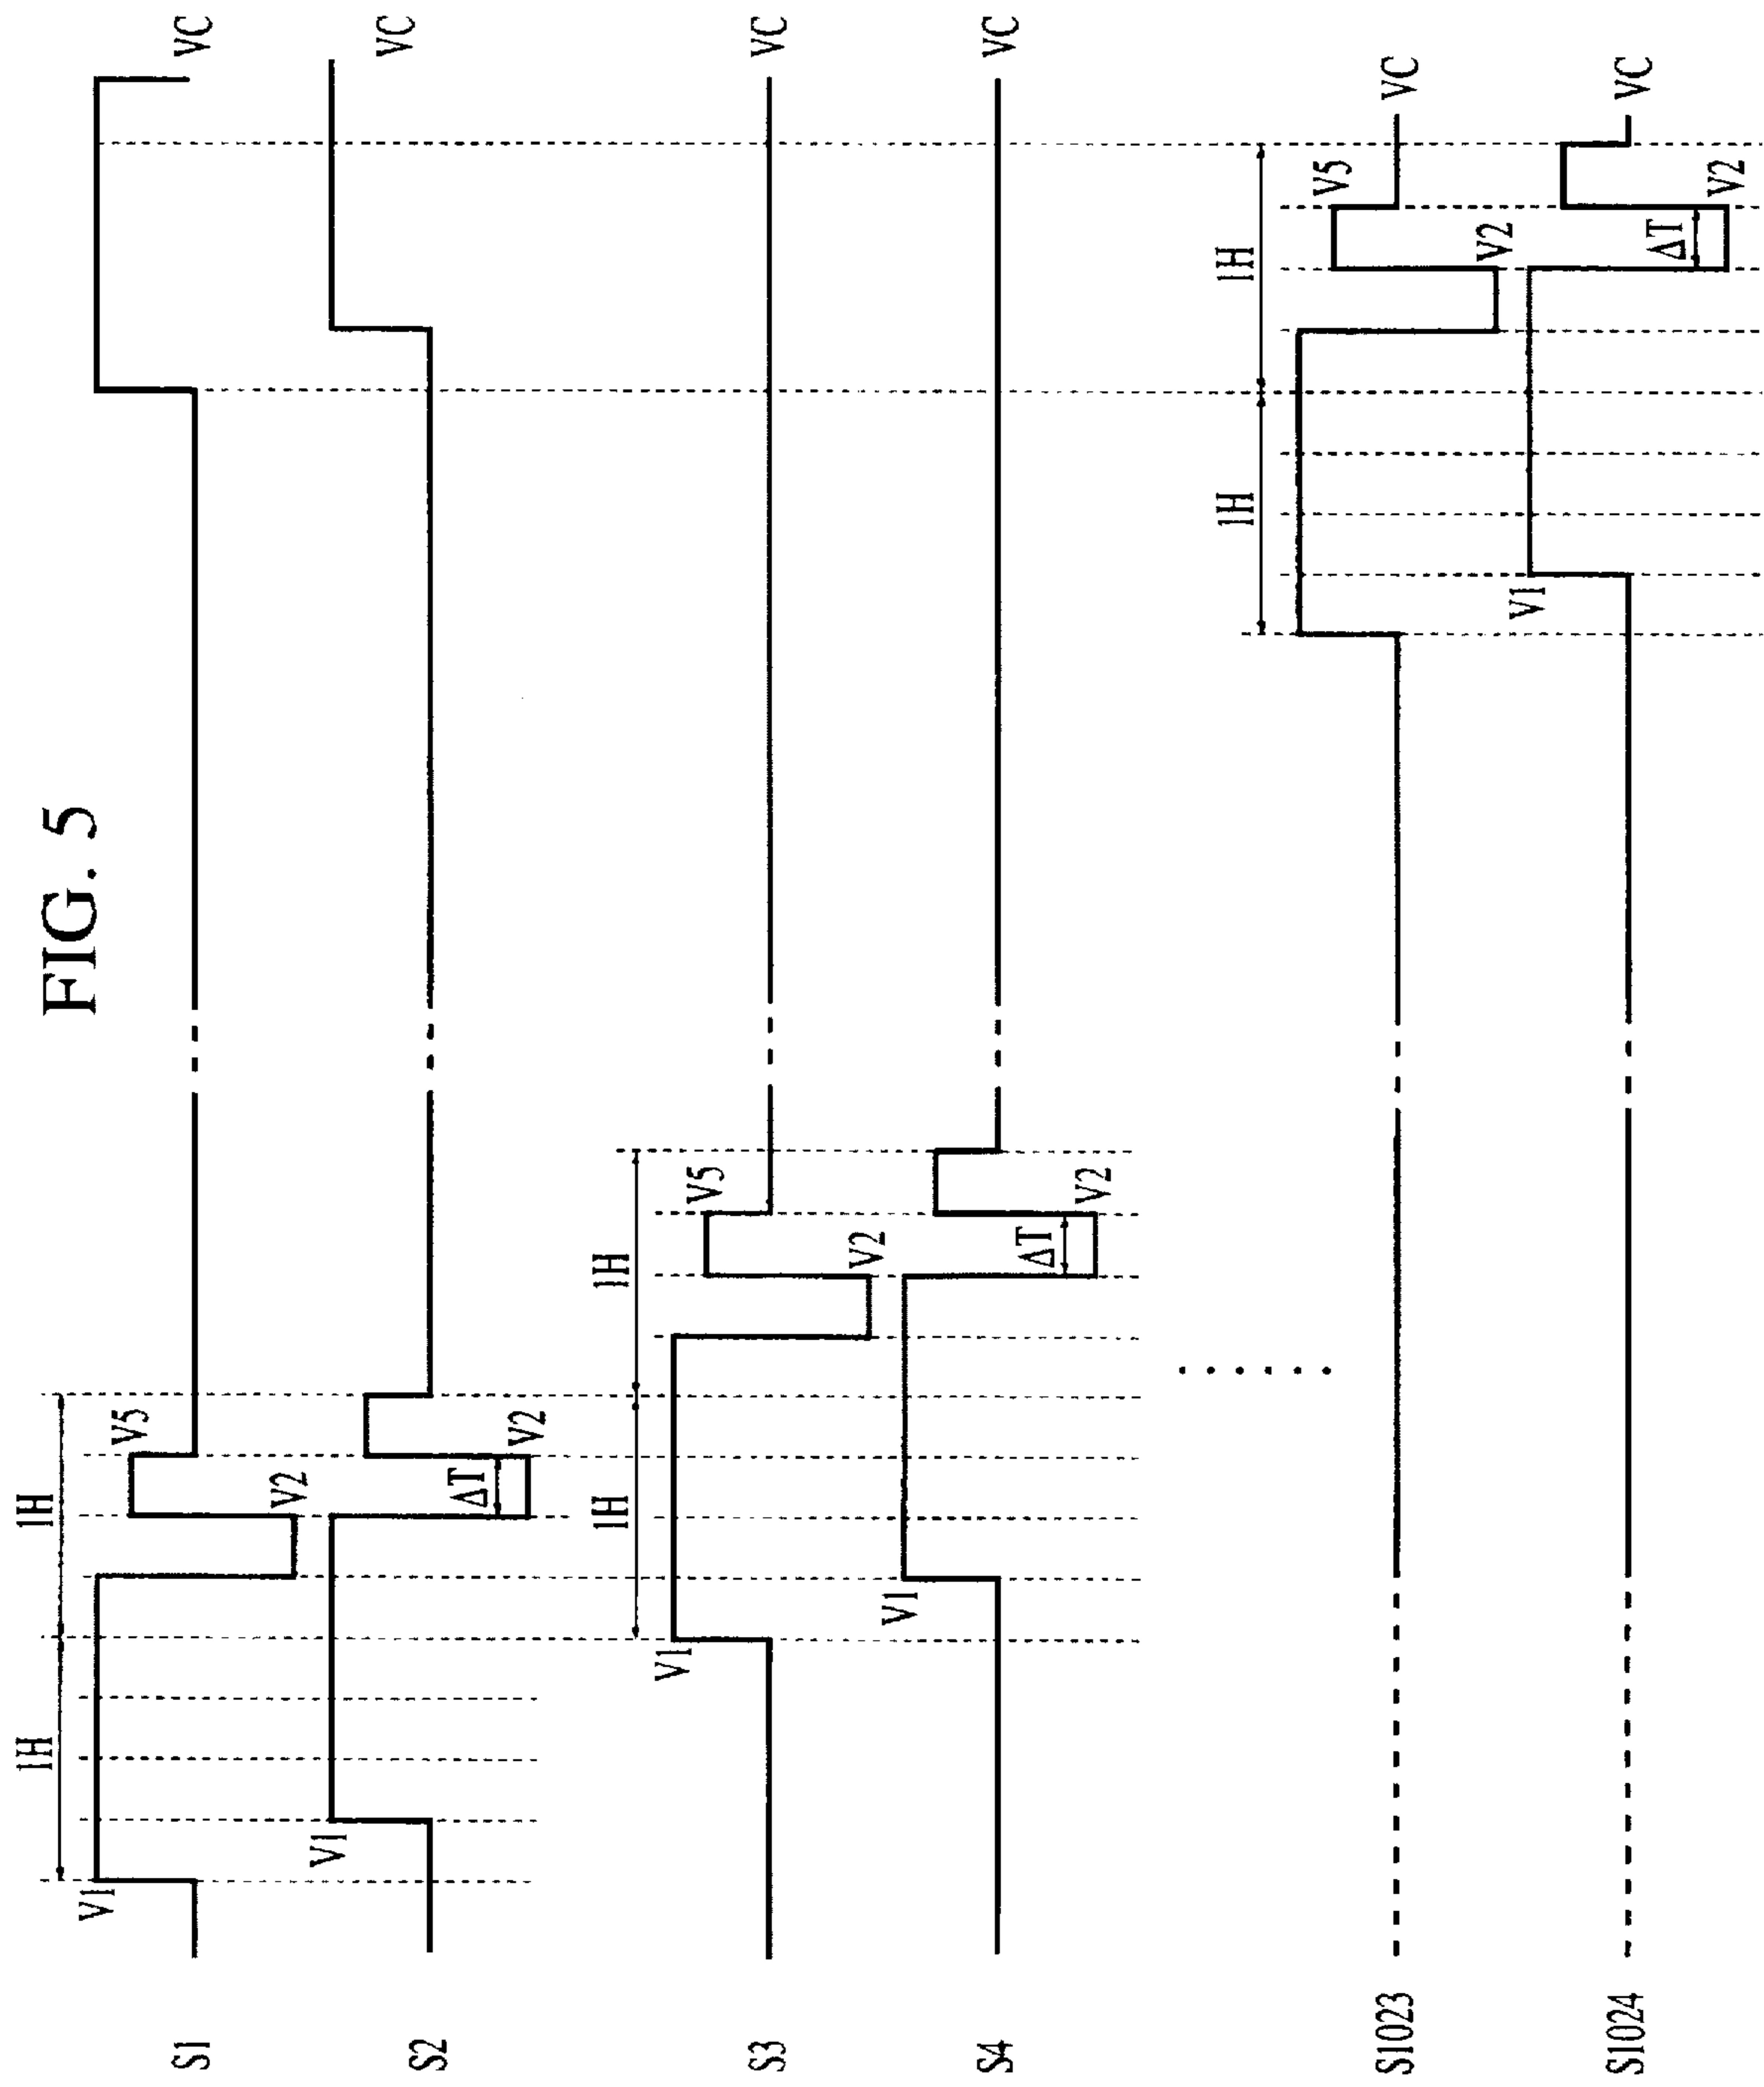 FIG. 5
1H 1H
S1 V1 V2 V5 VC
S2 V1 ΔT V2 VC
1H 1H
S3 V1 V2 V5 VC
S4 V1 ΔT V2 VC
1H 1H
S1023 V2 V5 VC
S1024 V1 ΔT V2 VC